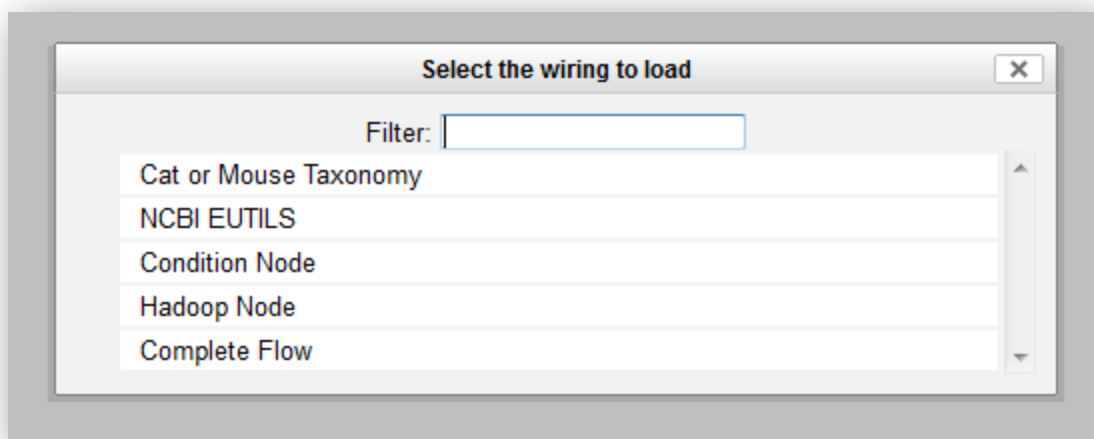 Select the wiring to load
Filter:
Cat or Mouse Taxonomy
NCBI EUTILS
Condition Node
Hadoop Node
Complete Flow